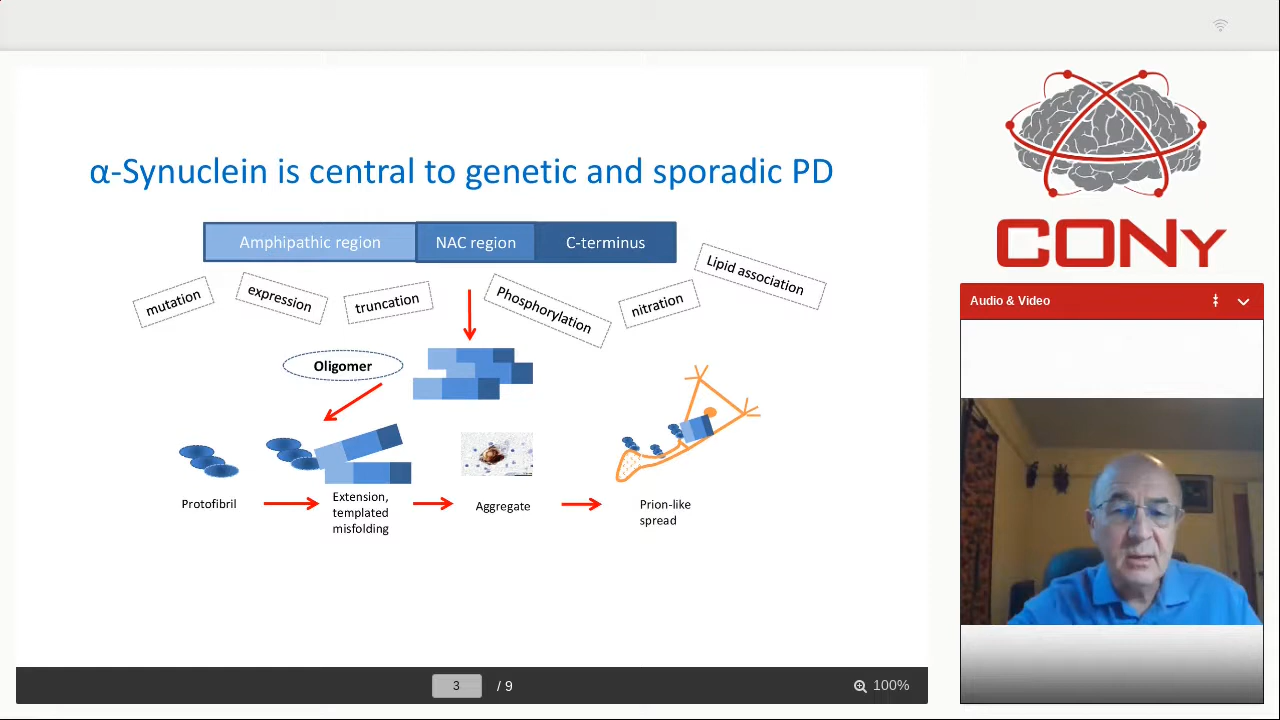 α-Synuclein is central to genetic and sporadic PD
Amphipathic region
NAC region
C-terminus
mutation
expression
truncation
Phosphorylation
nitration
Lipid association
Oligomer
Protofibril
Extension,
templated
misfolding
Aggregate
Prion-like
spread
3 / 9
100%
CONy
Audio & Video